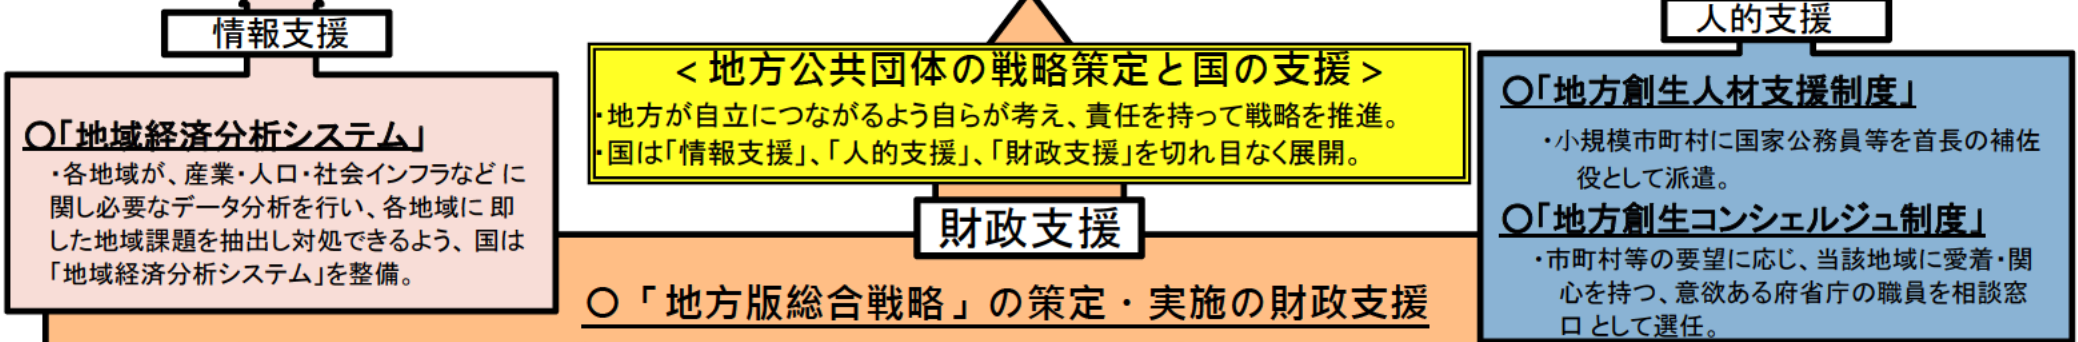 情報支援
○「地域経済分析システム」
・各地域が、産業・人口・社会インフラなどに
関し必要なデータ分析を行い、各地域に即
した地域課題を抽出し対処できるよう、国は
「地域経済分析システム」を整備。
<地方公共団体の戦略策定と国の支援>
・地方が自立につながるよう自らが考え、責任を持って戦略を推進。
・国は「情報支援」、「人的支援」、「財政支援」を切れ目なく展開。
財政支援
○「地方版総合戦略」の策定・実施の財政支援
人的支援
○「地方創生人材支援制度」
・小規模市町村に国家公務員等を首長の補佐
役として派遣。
○「地方創生コンシェルジュ制度」
・市町村等の要望に応じ、当該地域に愛着・関
心を持つ、意欲ある府省庁の職員を相談窓
口として選任。